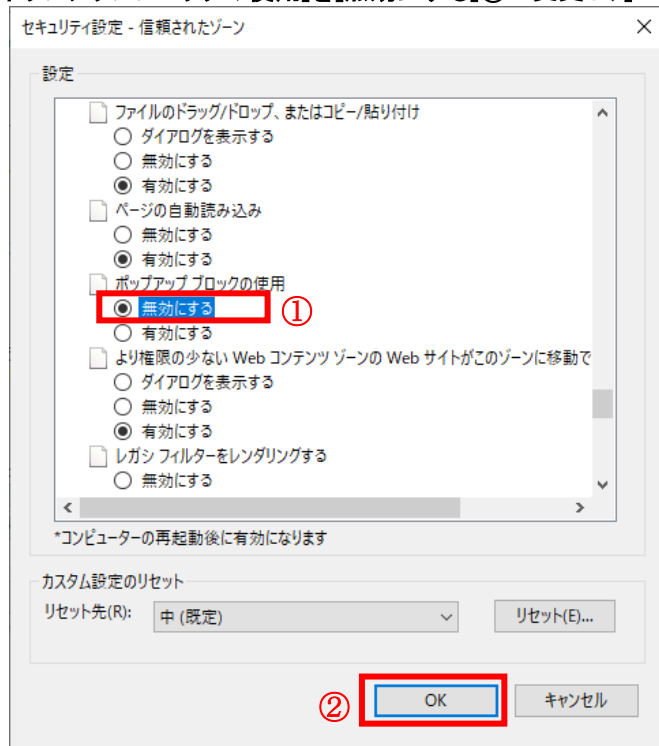 セキュリティ設定 - 信頼されたゾーン
設定
ファイルのドラッグ/ドロップ、またはコピー/貼り付け
ダイアログを表示する
無効にする
有効にする
ページの自動読み込み
無効にする
有効にする
ポップアップ ブロックの使用
無効にする
①
有効にする
より権限の少ない Web コンテンツ ゾーンの Web サイトがこのゾーンに移動で
ダイアログを表示する
無効にする
有効にする
レガシ フィルターをレンダリングする
無効にする
*コンピューターの再起動後に有効になります
カスタム設定のリセット
リセット先(R): 中 (既定) リセット(E)...
② OK キャンセル